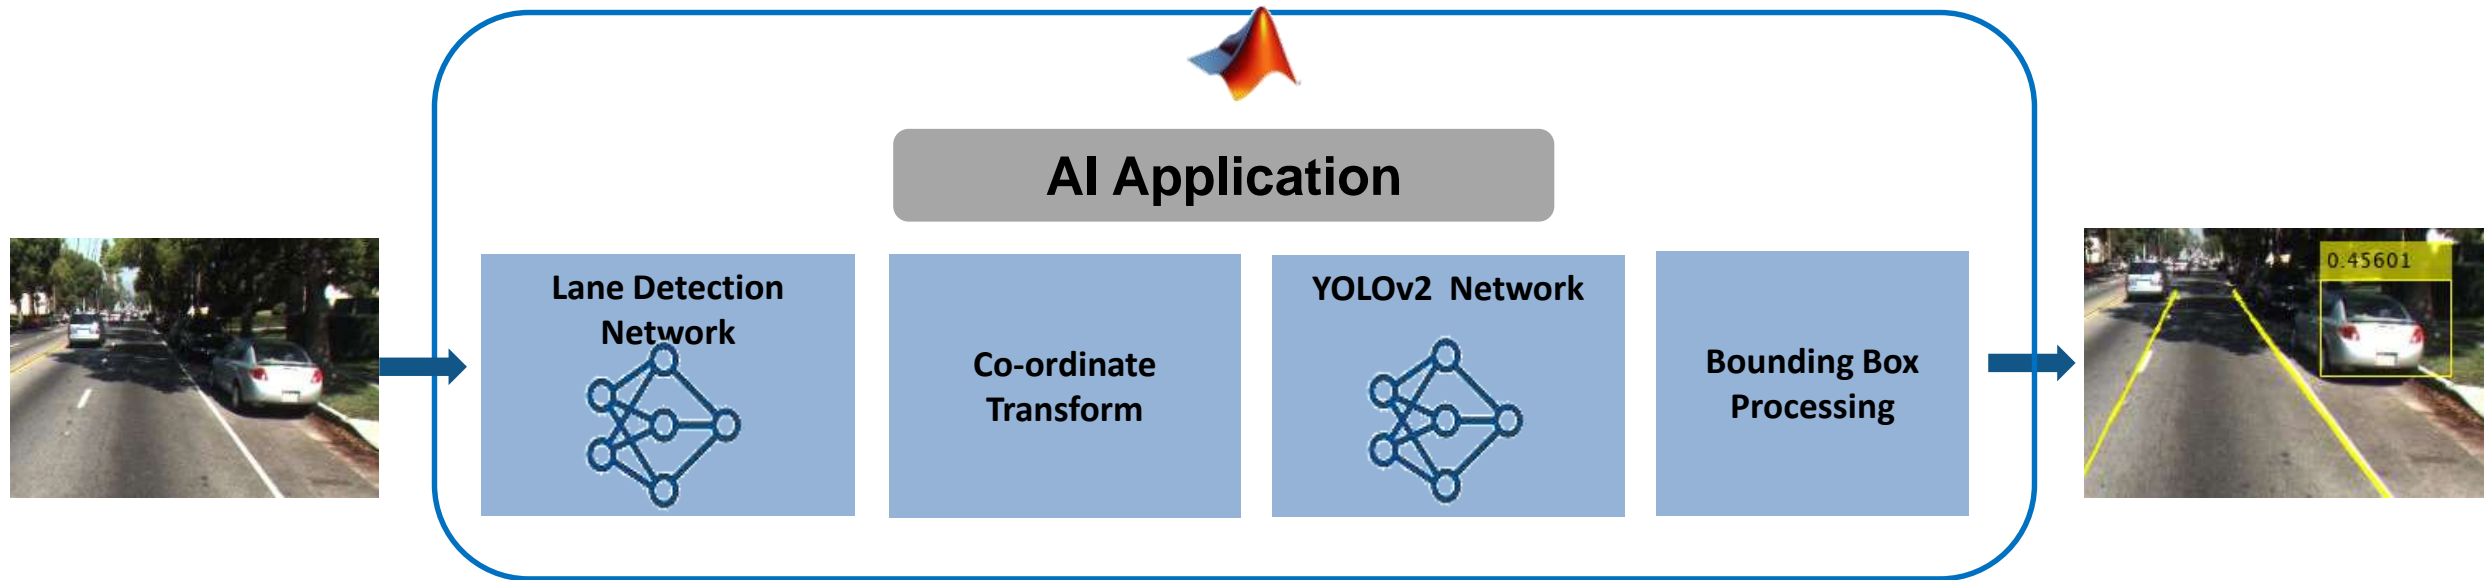 AI Application
Lane Detection
Network
Co-ordinate
Transform
YOLOv2  Network
Bounding Box
Processing
0.45601